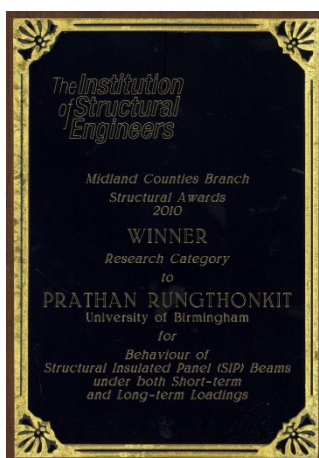 The Institution
of Structural
Engineers
Midland Counties Branch
Structural Awards
2010
WINNER
Research Category
to
PRATHAN RUNGTHONKIT
University of Birmingham
for
Behaviour of
Structural Insulated Panel (SIP) Beams
under both Short-term
and Long-term Loadings